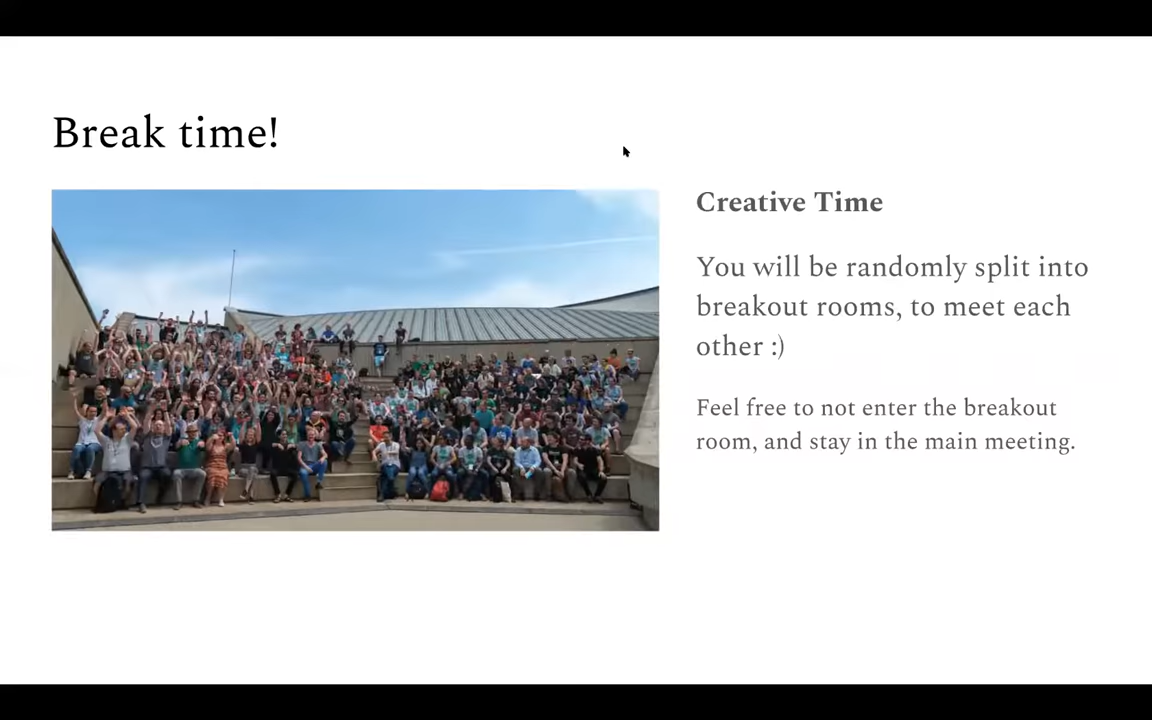 Break time!
Creative Time
You will be randomly split into
breakout rooms, to meet each
other :)
Feel free to not enter the breakout
room, and stay in the main meeting.